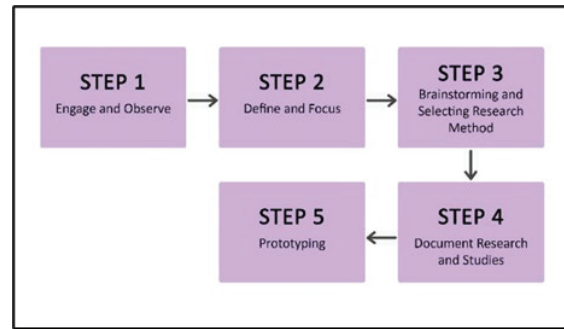 STEP 1
Engage and Observe
STEP 2
Define and Focus
STEP 3
Brainstorming and
Selecting Research
Method
STEP 4
Document Research
and Studies
STEP 5
Prototyping